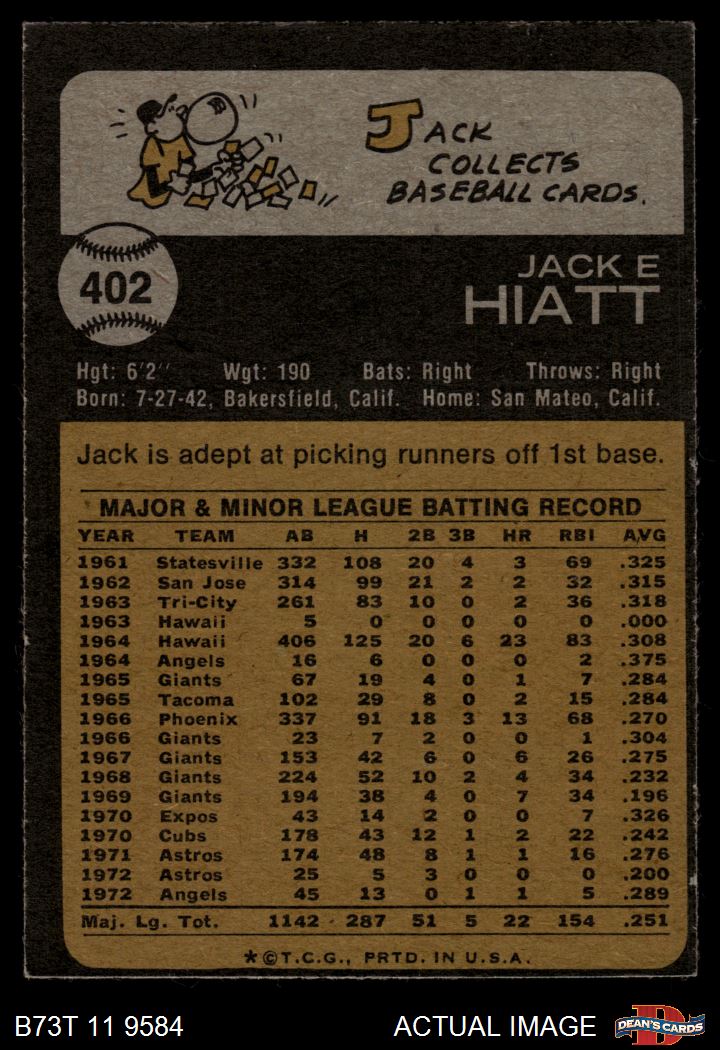 JACK
COLLECTS
BASEBALL CARDS.
402
JACK E
HIATT
Hgt: 6'2" Wgt: 190 Bats: Right Throws: Right
Born: 7-27-42, Bakersfield, Calif. Home: San Mateo, Calif.
Jack is adept at picking runners off 1st base.
MAJOR & MINOR LEAGUE BATTING RECORD
YEAR TEAM AB H 2B 3B HR RBI AVG
1961 Statesville 332 108 20 4 3 69 .325
1962 San Jose 314 99 21 2 2 32 .315
1963 Tri-City 261 83 10 0 2 36 .318
1963 Hawaii 5 0 0 0 0 0 .000
1964 Hawaii 406 125 20 6 23 83 .308
1964 Angels 16 6 0 0 0 2 .375
1965 Giants 67 19 4 0 1 7 .284
1965 Tacoma 102 29 8 0 2 15 .284
1966 Phoenix 337 91 18 3 13 68 .270
1966 Giants 23 7 2 0 0 1 .304
1967 Giants 153 42 6 0 6 26 .275
1968 Giants 224 52 10 2 4 34 .232
1969 Giants 194 38 4 0 7 34 .196
1970 Expos 43 14 2 0 0 7 .326
1970 Cubs 178 43 12 1 2 22 .242
1971 Astros 174 48 8 1 1 16 .276
1972 Astros 25 5 3 0 0 0 .200
1972 Angels 45 13 0 1 1 5 .289
Maj. Lg. Tot. 1142 287 51 5 22 154 .251
*©T.C.G., PRTD. IN U.S.A.
B73T 11 9584 ACTUAL IMAGE DEAN'S CARDS